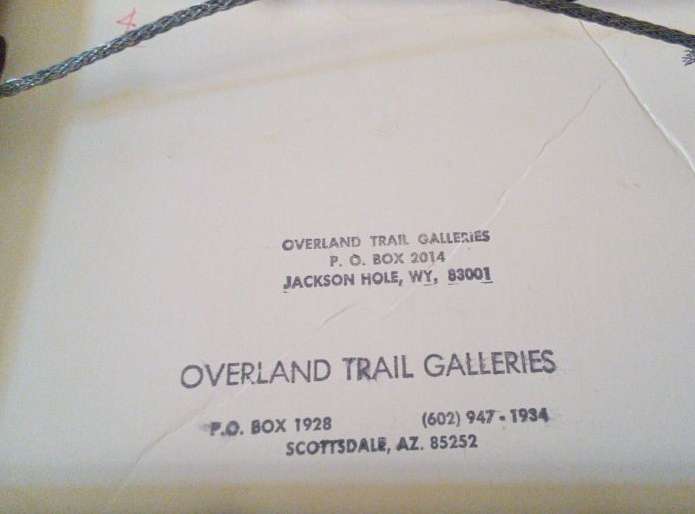 4
OVERLAND TRAIL GALLERIES
P. O. BOX 2014
JACKSON HOLE, WY, 83001
OVERLAND TRAIL GALLERIES
P.O. BOX 1928 (602) 947-1934
SCOTTSDALE, AZ. 85252